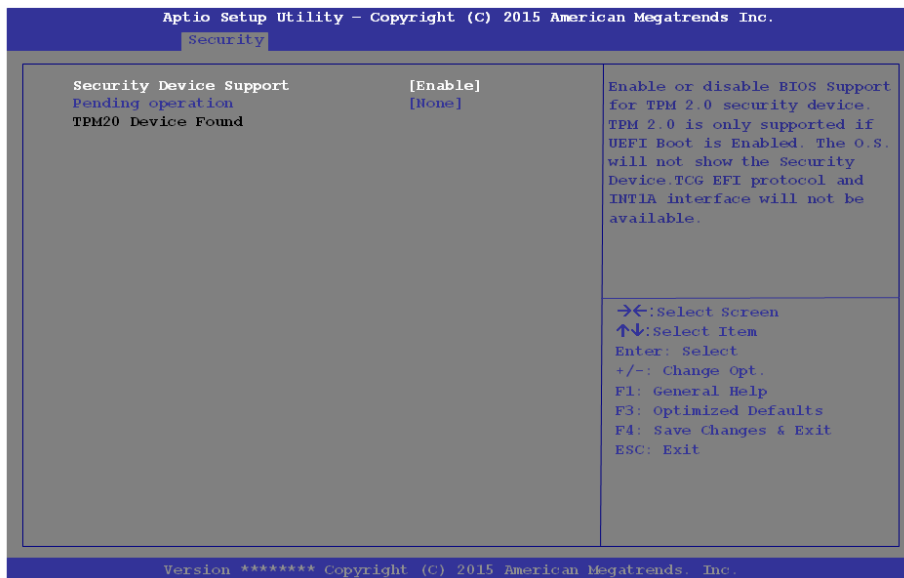 Aptio Setup Utility – Copyright (C) 2015 American Megatrends Inc.
Security
Security Device Support [Enable]
Pending operation [None]
TPM20 Device Found
Enable or disable BIOS Support
for TPM 2.0 security device.
TPM 2.0 is only supported if
UEFI Boot is Enabled. The O.S.
will not show the Security
Device.TCG EFI protocol and
INT1A interface will not be
available.
→←:Select Screen
↑↓:Select Item
Enter: Select
+/-: Change Opt.
F1: General Help
F3: Optimized Defaults
F4: Save Changes & Exit
ESC: Exit
Version ******** Copyright (C) 2015 American Megatrends. Inc.